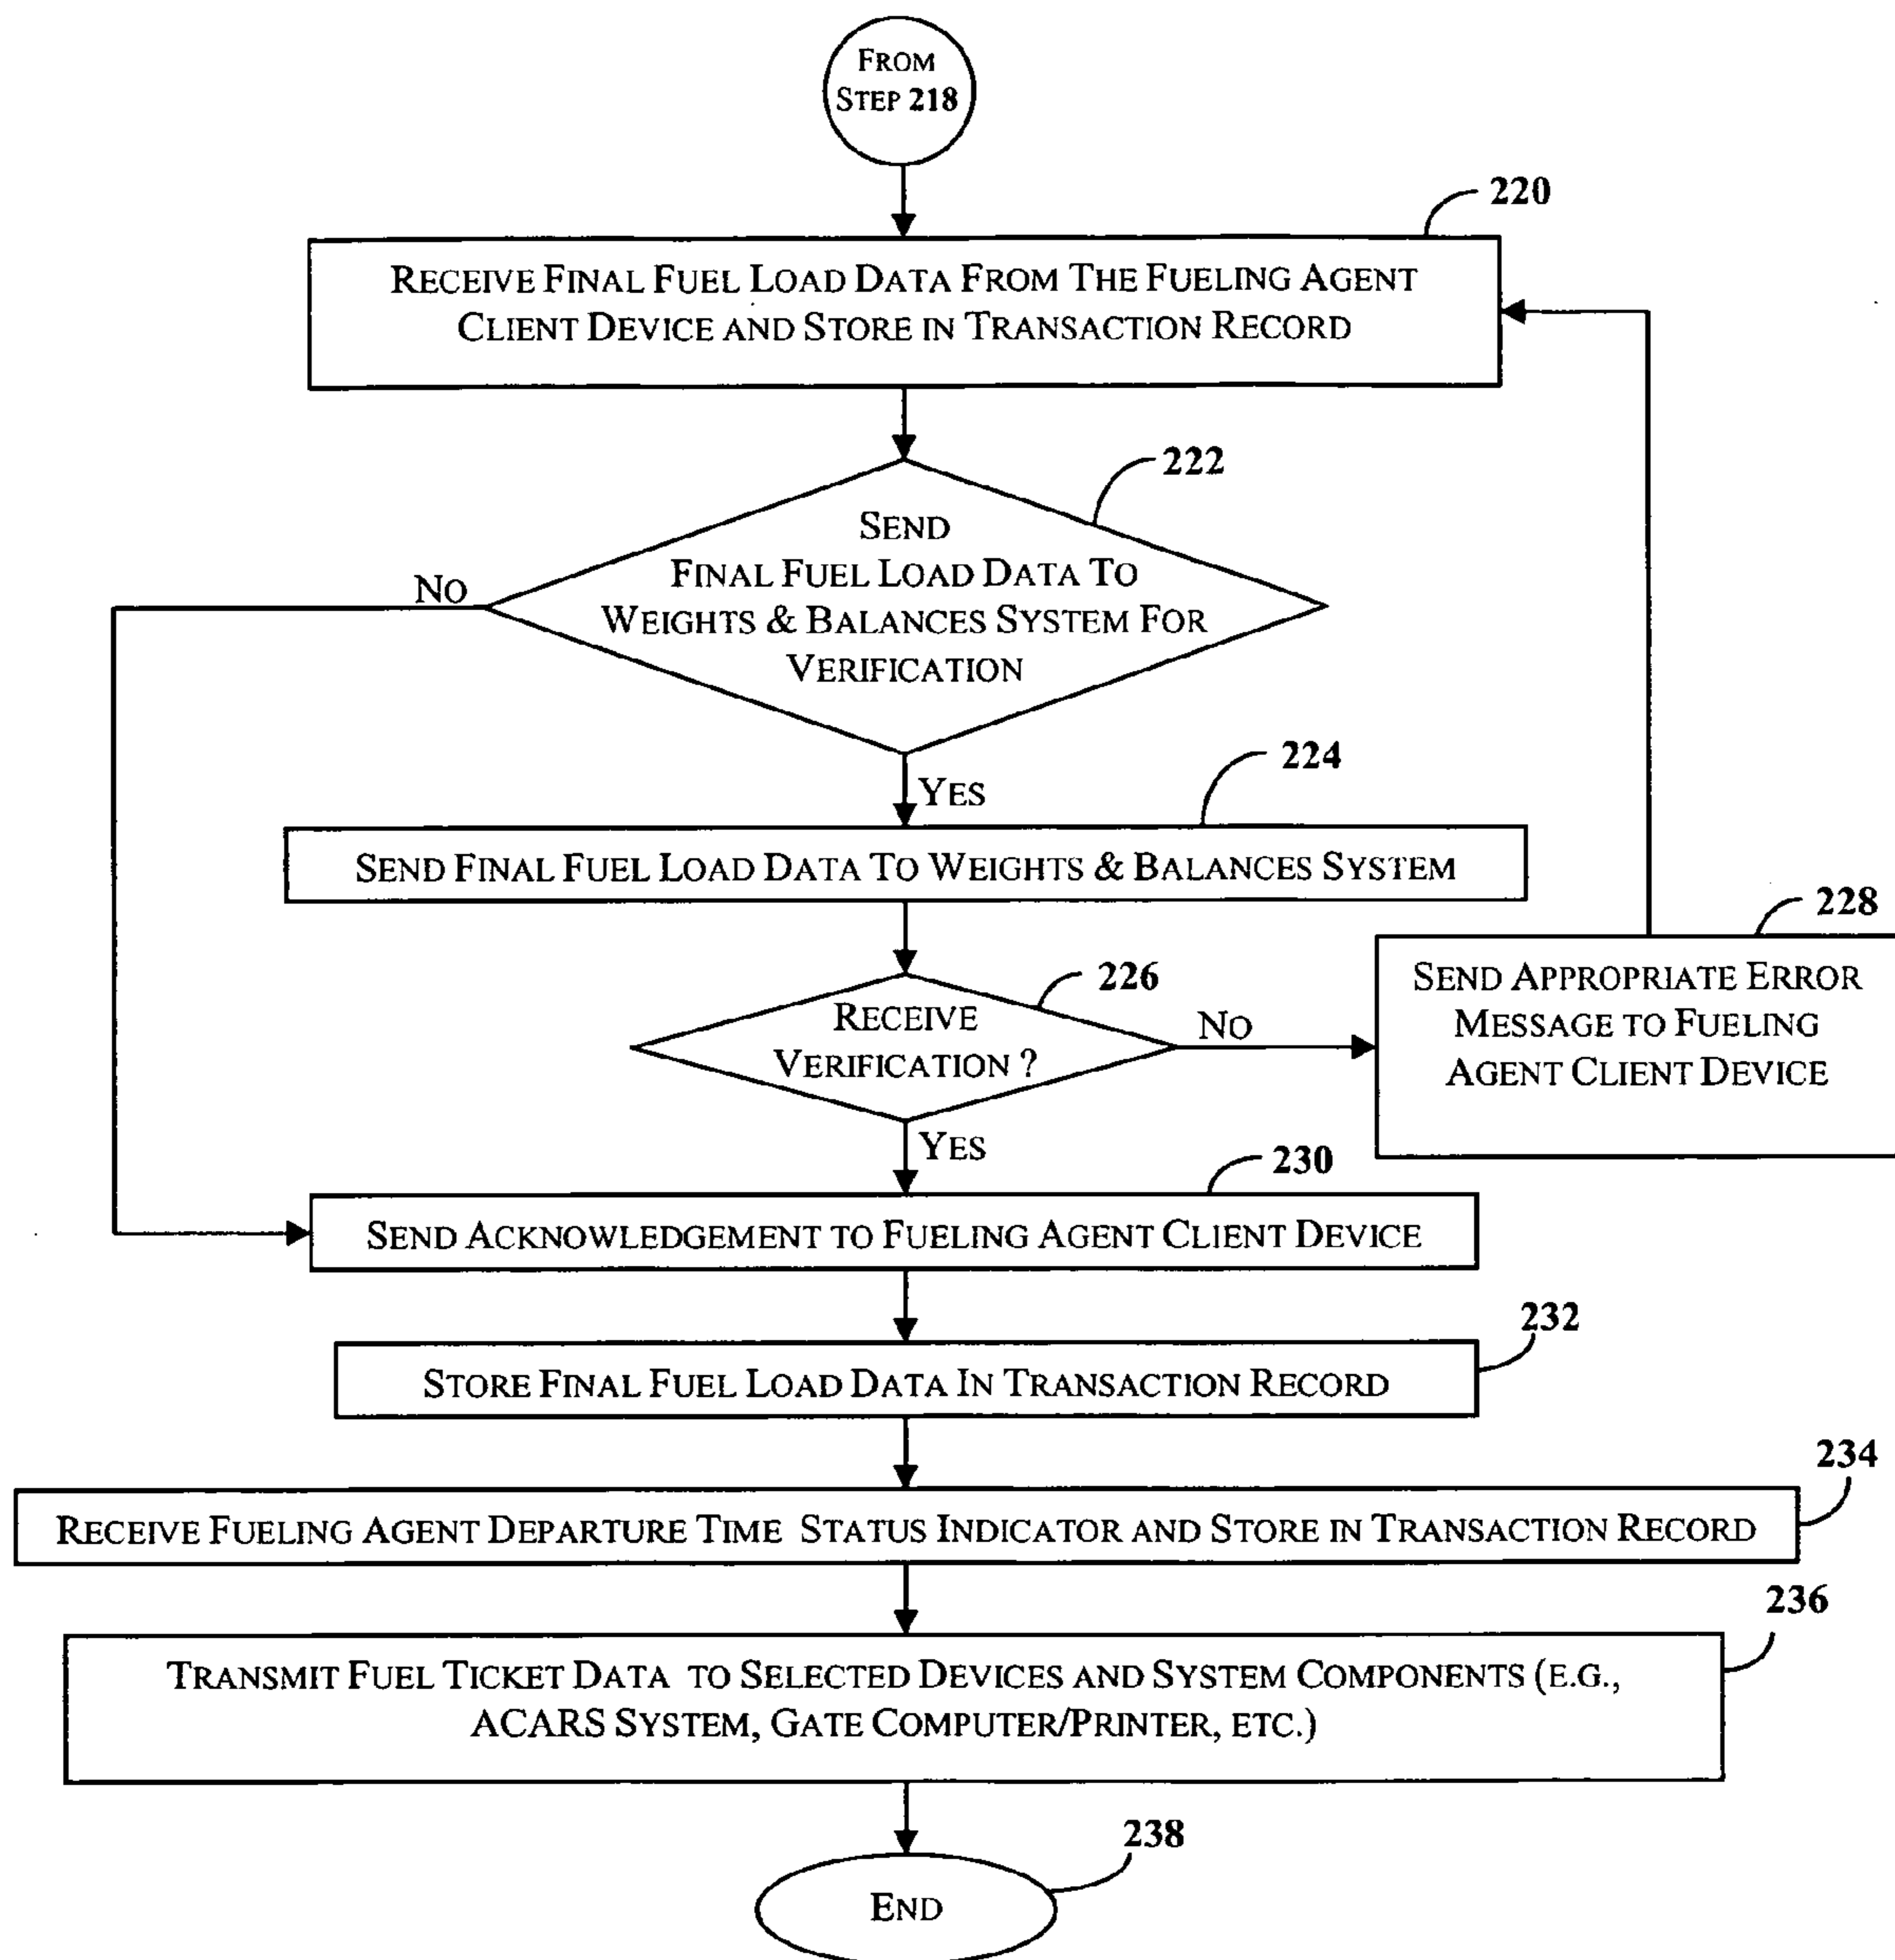 FROM
STEP 218
220
RECEIVE FINAL FUEL LOAD DATA FROM THE FUELING AGENT
CLIENT DEVICE AND STORE IN TRANSACTION RECORD
222
SEND
FINAL FUEL LOAD DATA TO
WEIGHTS & BALANCES SYSTEM FOR
VERIFICATION
NO
YES
224
SEND FINAL FUEL LOAD DATA TO WEIGHTS & BALANCES SYSTEM
226
RECEIVE
VERIFICATION ?
NO
228
SEND APPROPRIATE ERROR
MESSAGE TO FUELING
AGENT CLIENT DEVICE
YES
230
SEND ACKNOWLEDGEMENT TO FUELING AGENT CLIENT DEVICE
232
STORE FINAL FUEL LOAD DATA IN TRANSACTION RECORD
234
RECEIVE FUELING AGENT DEPARTURE TIME STATUS INDICATOR AND STORE IN TRANSACTION RECORD
236
TRANSMIT FUEL TICKET DATA TO SELECTED DEVICES AND SYSTEM COMPONENTS (E.G.,
ACARS SYSTEM, GATE COMPUTER/PRINTER, ETC.)
238
END